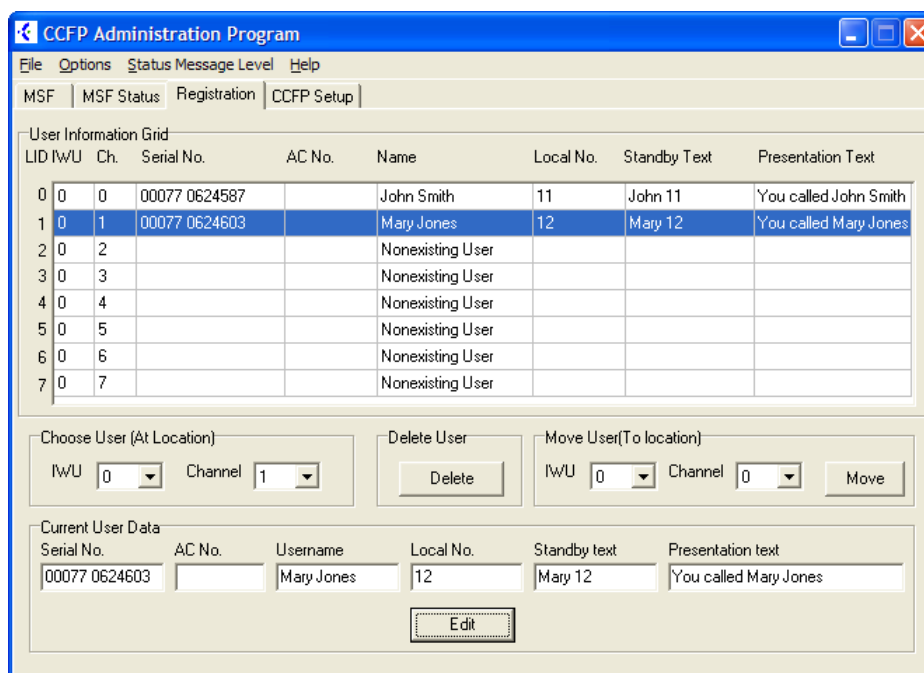 CCFP Administration Program
File Options Status Message Level Help
MSF MSF Status Registration CCFP Setup
User Information Grid
LID IWU Ch. Serial No. AC No. Name Local No. Standby Text Presentation Text
0 0 0 00077 0624587 John Smith 11 John 11 You called John Smith
1 0 1 00077 0624603 Mary Jones 12 Mary 12 You called Mary Jones
2 0 2 Nonexisting User
3 0 3 Nonexisting User
4 0 4 Nonexisting User
5 0 5 Nonexisting User
6 0 6 Nonexisting User
7 0 7 Nonexisting User
Choose User (At Location) Delete User Move User(To location)
IWU 0 Channel 1 Delete IWU 0 Channel 0 Move
Current User Data
Serial No. AC No. Username Local No. Standby text Presentation text
00077 0624603 Mary Jones 12 Mary 12 You called Mary Jones
Edit